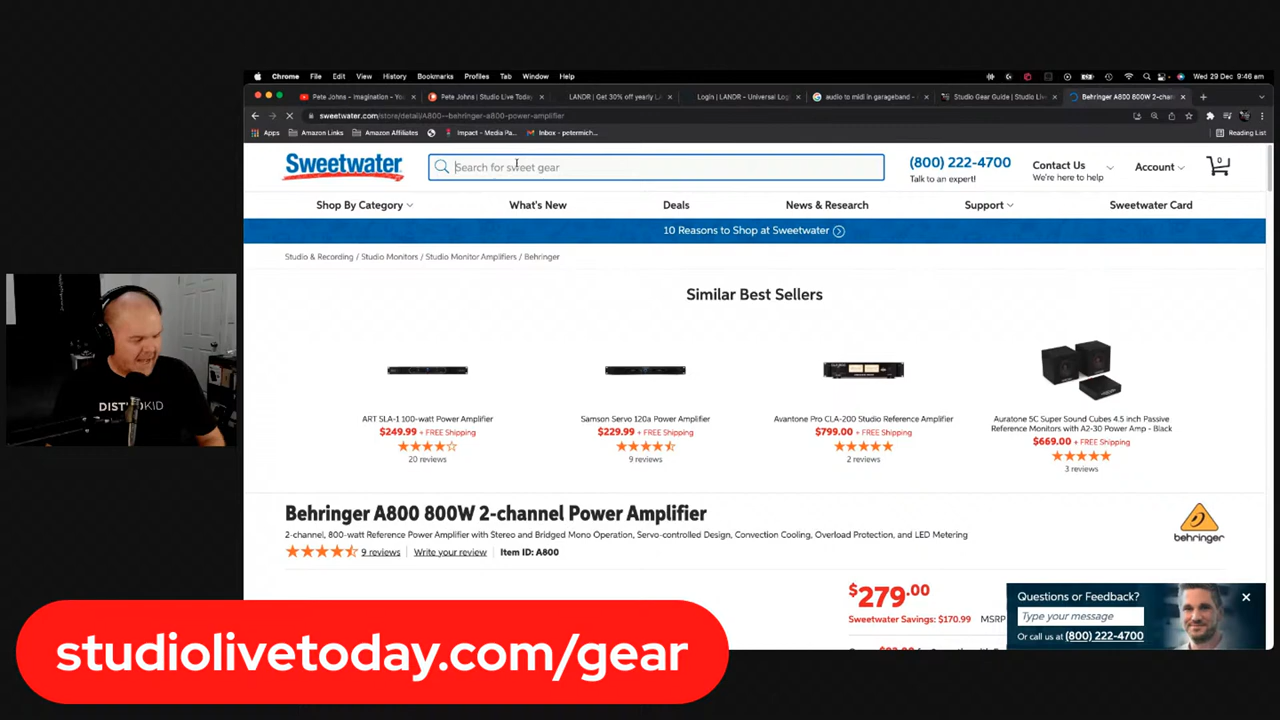 Chrome File Edit View History Bookmarks Profiles Tab Window Help Wed 29 Dec 9:46 am
Pete Johns – Imagination – Yo Pete Johns | Studio Live Today LANDR | Get 30% off yearly Login | LANDR - Universal Log audio to midi in garageband - Studio Gear Guide | Studio Liv Behringer A800 800W 2-chan
sweetwater.com/store/detail/A800--behringer-a800-power-amplifier
Apps Amazon Links Amazon Affiliates Impact - Media Pa... Inbox - petermich... Reading List
Sweetwater
Search for sweet gear
(800) 222-4700
Talk to an expert!
Contact Us
We're here to help
Account
0
Shop By Category What's New Deals News & Research Support Sweetwater Card
10 Reasons to Shop at Sweetwater
Studio & Recording / Studio Monitors / Studio Monitor Amplifiers / Behringer
Similar Best Sellers
ART SLA-1 100-watt Power Amplifier
$249.99 + FREE Shipping
20 reviews
Samson Servo 120a Power Amplifier
$229.99 + FREE Shipping
9 reviews
Avantone Pro CLA-200 Studio Reference Amplifier
$799.00 + FREE Shipping
2 reviews
Auratone 5C Super Sound Cubes 4.5 inch Passive
Reference Monitors with A2-30 Power Amp - Black
$669.00 + FREE Shipping
3 reviews
Behringer A800 800W 2-channel Power Amplifier
2-channel, 800-watt Reference Power Amplifier with Stereo and Bridged Mono Operation, Servo-controlled Design, Convection Cooling, Overload Protection, and LED Metering
9 reviews Write your review Item ID: A800
behringer
$279.00
Sweetwater Savings: $170.99 MSRP
Questions or Feedback?
Type your message
Or call us at (800) 222-4700
DISTROKID
studiolivetoday.com/gear